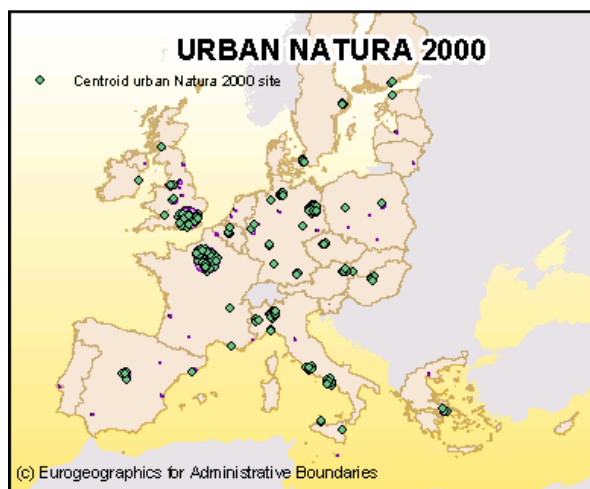 URBAN NATURA 2000
Centroid urban Natura 2000 site
(c) Eurogeographics for Administrative Boundaries